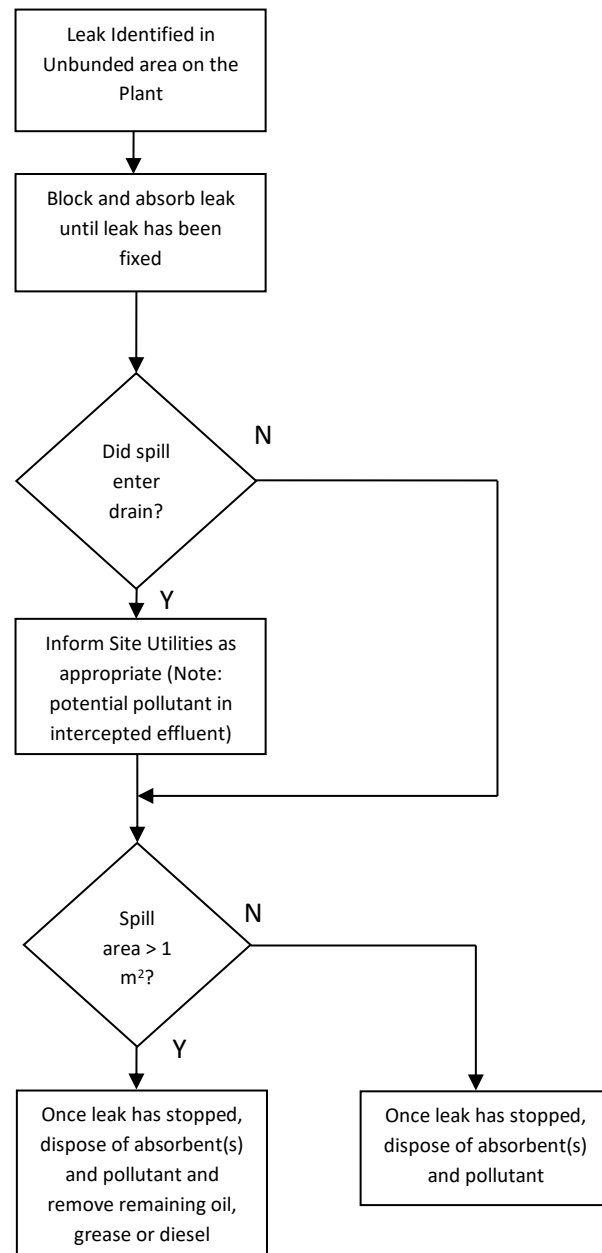 Leak Identified in
Unbunded area on the
Plant
Block and absorb leak
until leak has been
fixed
Did spill
enter
drain?
N
Y
Inform Site Utilities as
appropriate (Note:
potential pollutant in
intercepted effluent)
Spill
area > 1
m²?
N
Y
Once leak has stopped,
dispose of absorbent(s)
and pollutant and
remove remaining oil,
grease or diesel
Once leak has stopped,
dispose of absorbent(s)
and pollutant